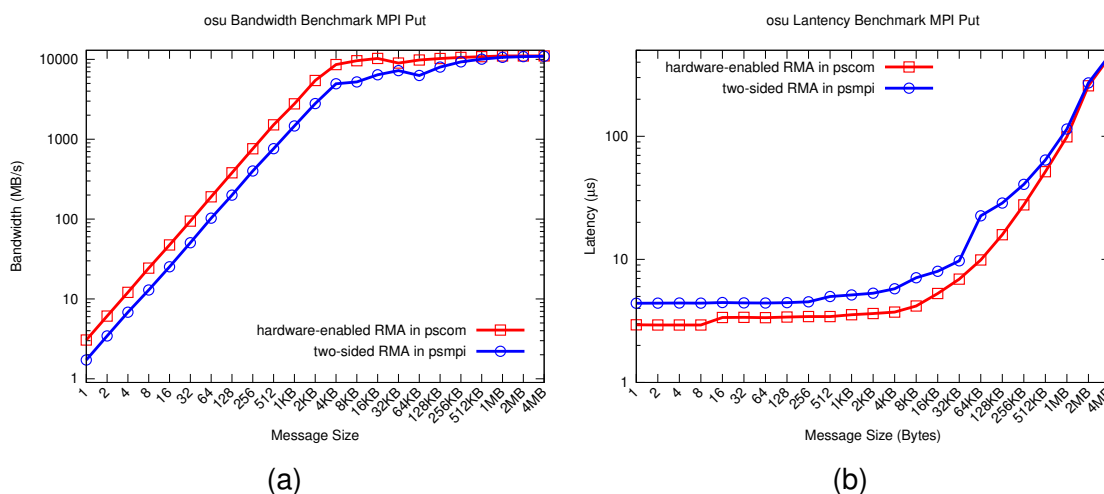 osu Bandwidth Benchmark MPI Put
10000
1000
100
10
1
Bandwidth (MB/s)
hardware-enabled RMA in pscom
two-sided RMA in psmpi
1 2 4 8 16 32 64 128 256 512 1KB 2KB 4KB 8KB 16KB 32KB 64KB 128KB 256KB 512KB 1MB 2MB 4MB
Message Size
(a)
osu Lantency Benchmark MPI Put
hardware-enabled RMA in pscom
two-sided RMA in psmpi
100
10
1
Latency (µs)
1 2 4 8 16 32 64 128 256 512 1KB 2KB 4KB 8KB 16KB 32KB 64KB 128KB 256KB 512KB 1MB 2MB 4MB
Message Size (Bytes)
(b)